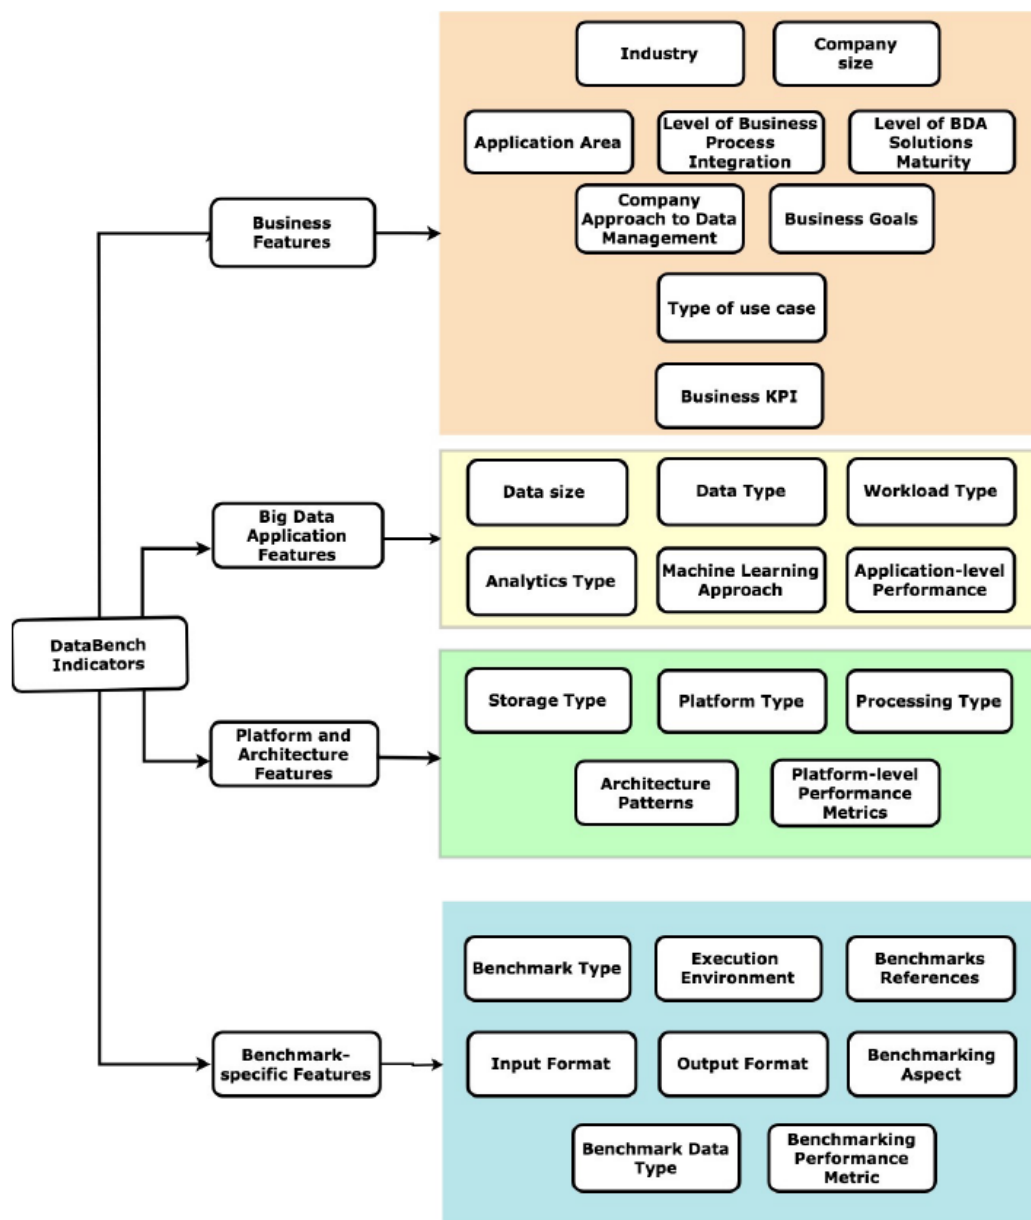 Industry
Company
size
Application Area
Level of Business
Process
Integration
Level of BDA
Solutions
Maturity
Business
Features
Company
Approach to Data
Management
Business Goals
Type of use case
Business KPI
Big Data
Application
Features
Data size
Data Type
Workload Type
Analytics Type
Machine Learning
Approach
Application-level
Performance
DataBench
Indicators
Platform and
Architecture
Features
Storage Type
Platform Type
Processing Type
Architecture
Patterns
Platform-level
Performance
Metrics
Benchmark-
specific Features
Benchmark Type
Execution
Environment
Benchmarks
References
Input Format
Output Format
Benchmarking
Aspect
Benchmark Data
Type
Benchmarking
Performance
Metric